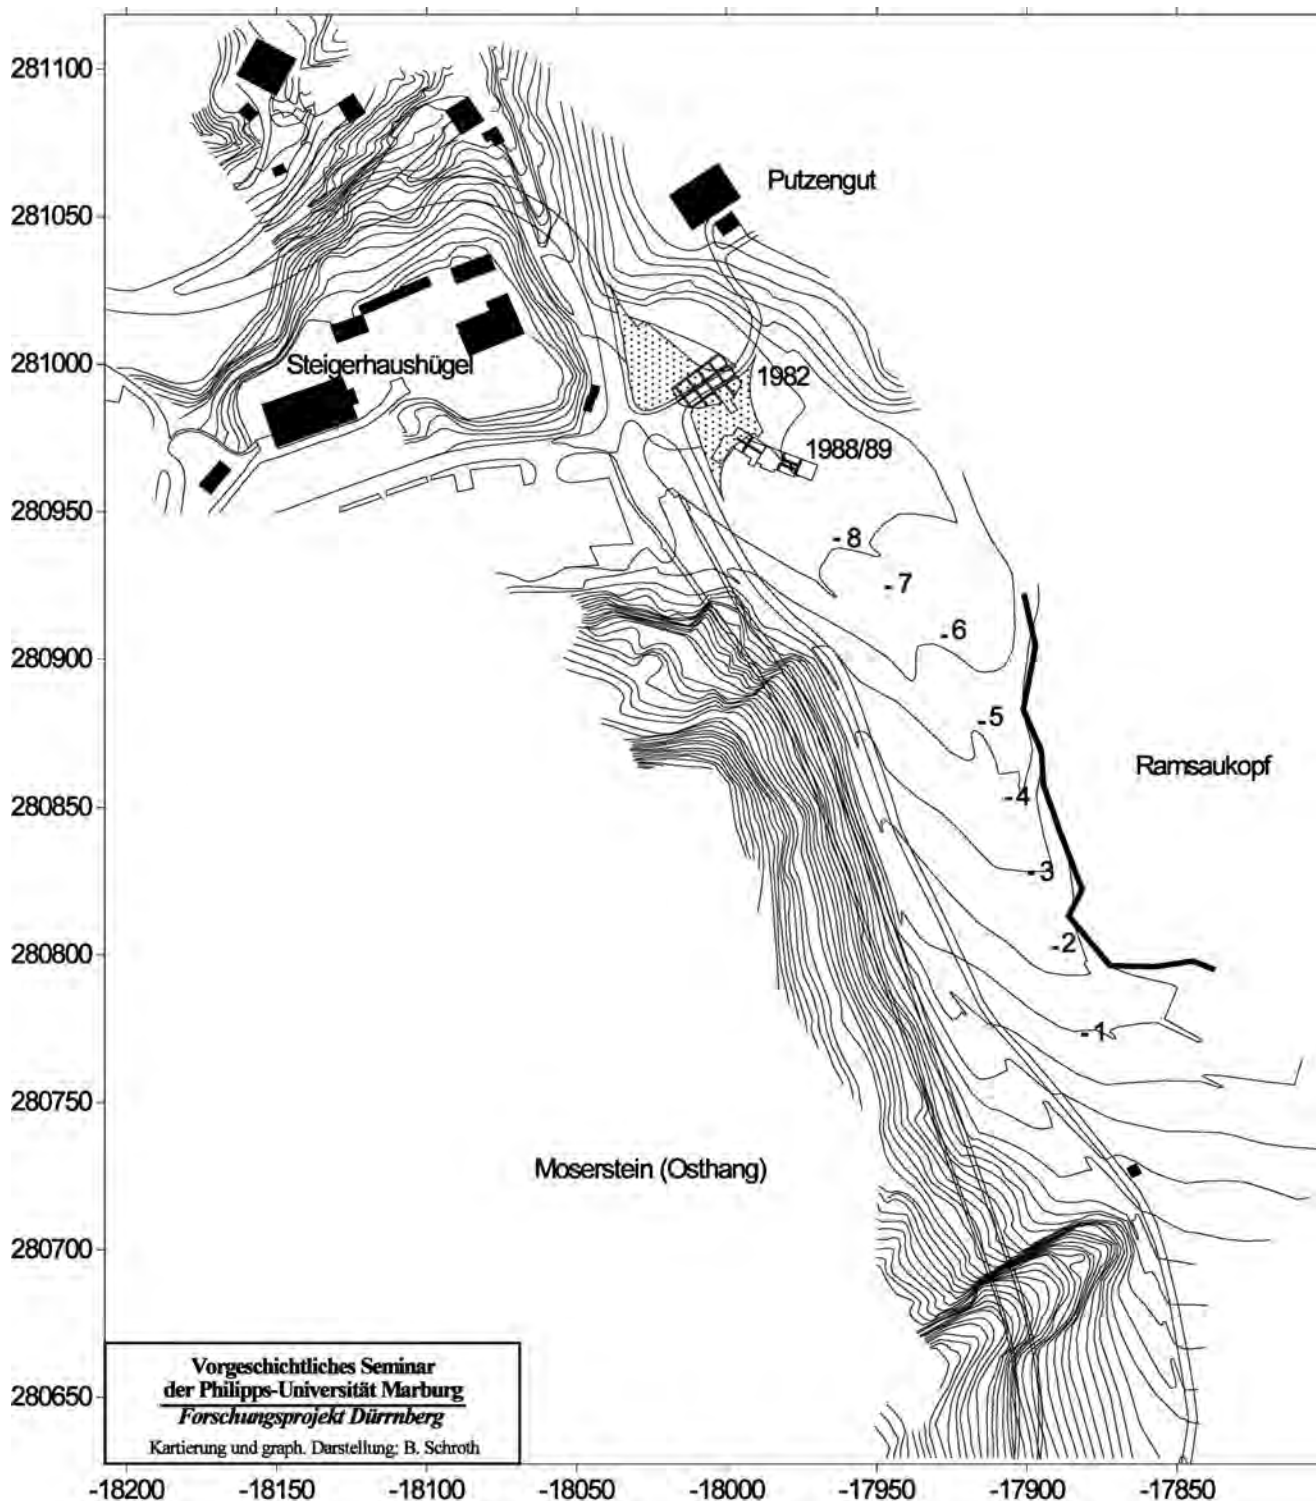 281100
Putzengut
281050
281000
Steigerhaushügel
1982
1988/89
280950
-8
-7
-6
280900
-5
Ramsaukopf
-4
280850
-3
-2
280800
-1
280750
Moserstein (Osthang)
280700
Vorgeschichtliches Seminar
der Philipps-Universität Marburg
Forschungsprojekt Dürrnberg
Kartierung und graph. Darstellung: B. Schroth
280650
-18200 -18150 -18100 -18050 -18000 -17950 -17900 -17850